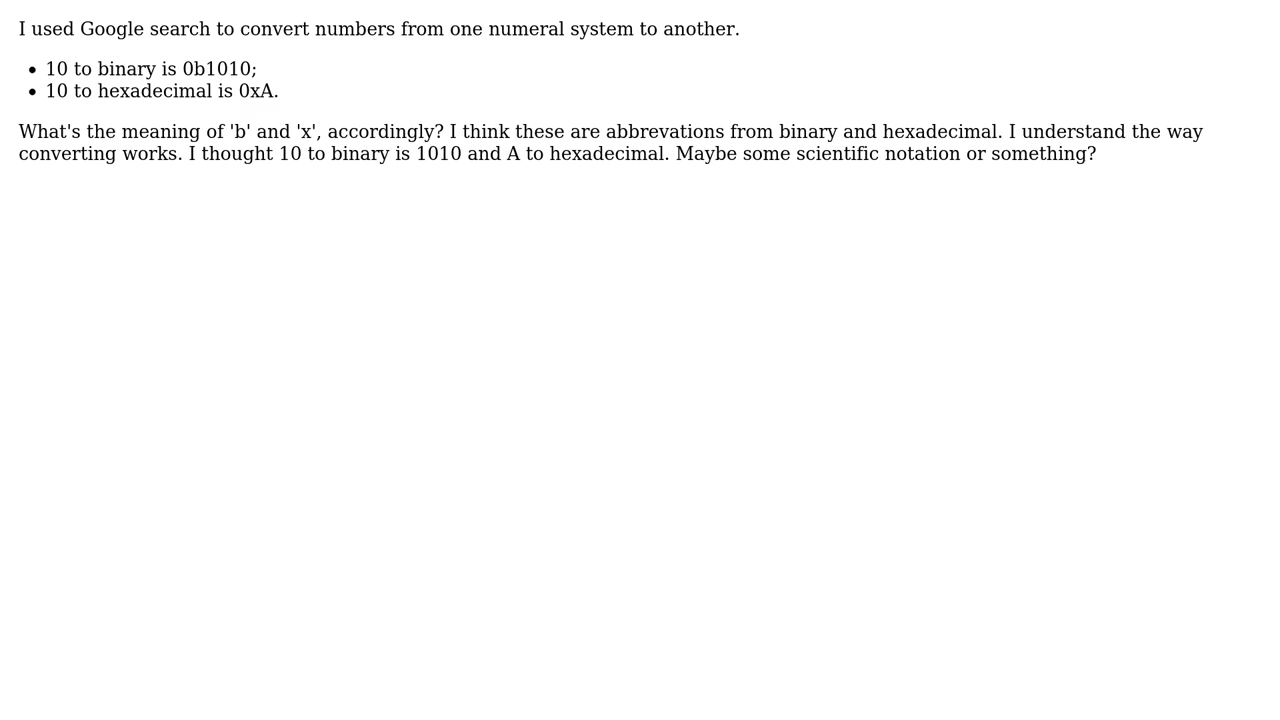 I used Google search to convert numbers from one numeral system to another.
• 10 to binary is 0b1010;
• 10 to hexadecimal is 0xA.
What's the meaning of 'b' and 'x', accordingly? I think these are abbrevations from binary and hexadecimal. I understand the way
converting works. I thought 10 to binary is 1010 and A to hexadecimal. Maybe some scientific notation or something?